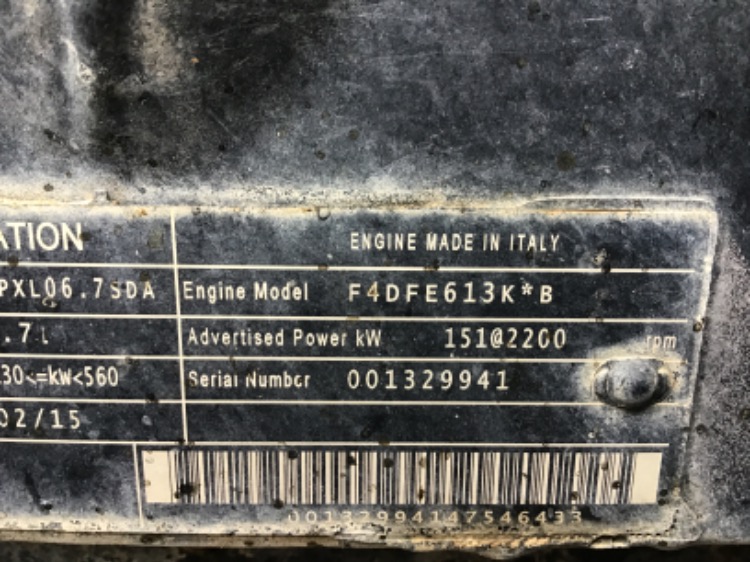 ATION ENGINE MADE IN ITALY
PXL06.7SDA Engine Model F4DFE613K*B
.7L Advertised Power kW 151@2200 rpm
30<=kW<560 Serial Number 001329941
02/15
00132994147546433